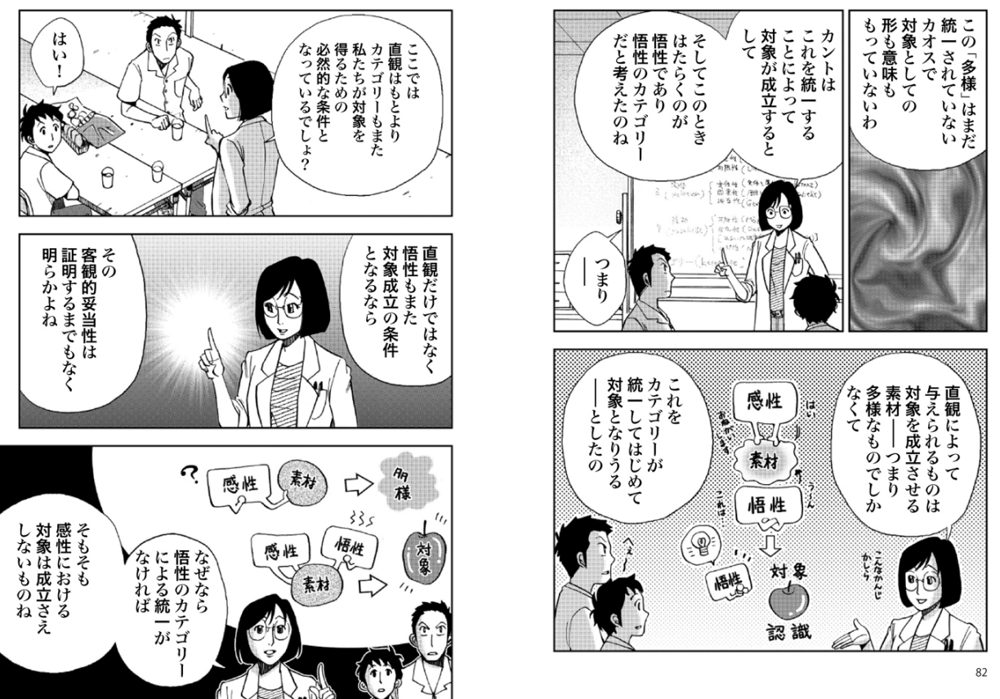 この「多様」はまだ
統一されていない
カオスで
対象としての
形も意味も
もっていないわ
カントは
これを統一する
ことによって
対象が成立すると
して
そしてこのとき
はたらくのが
悟性であり
悟性のカテゴリー
だと考えたのね
つまり
――
直観によって
与えられるものは
対象を成立させる
素材――つまり
多様なものでしか
なくて
感性
はい
おねがいします
素材
うーん
悟性
これは…
悟性
対象
認識
こんなかんじ
かしら
へぇ
これを
カテゴリーが
統一してはじめて
対象となりうる
――としたの
82
ここでは
直観はもとより
カテゴリーもまた
私たちが対象を
得るための
必然的な条件と
なっているでしょ?
はい!
直観だけではなく
悟性もまた
対象成立の条件
となるなら
その
客観的妥当性は
証明するまでもなく
明らかよね
?
感性
素材
多様
感性
悟性
素材
対象
なぜなら
悟性のカテゴリー
による統一が
なければ
そもそも
感性における
対象は成立さえ
しないものね